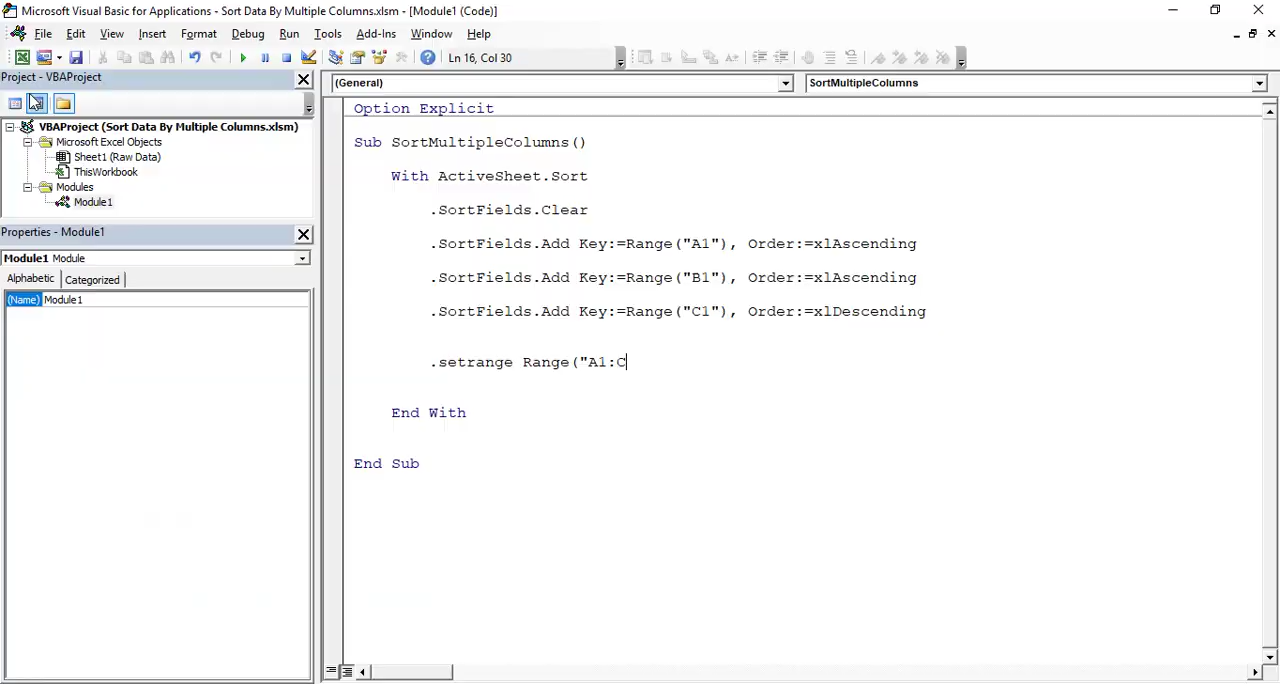 Microsoft Visual Basic for Applications - Sort Data By Multiple Columns.xlsm - [Module1 (Code)]
File Edit View Insert Format Debug Run Tools Add-Ins Window Help
Ln 16, Col 30
Project - VBAProject
VBAProject (Sort Data By Multiple Columns.xlsm)
Microsoft Excel Objects
Sheet1 (Raw Data)
ThisWorkbook
Modules
Module1
Properties - Module1
Module1 Module
Alphabetic Categorized
(Name) Module1
(General) SortMultipleColumns
Option Explicit
Sub SortMultipleColumns()
With ActiveSheet.Sort
.SortFields.Clear
.SortFields.Add Key:=Range("A1"), Order:=xlAscending
.SortFields.Add Key:=Range("B1"), Order:=xlAscending
.SortFields.Add Key:=Range("C1"), Order:=xlDescending
.setrange Range("A1:C
End With
End Sub